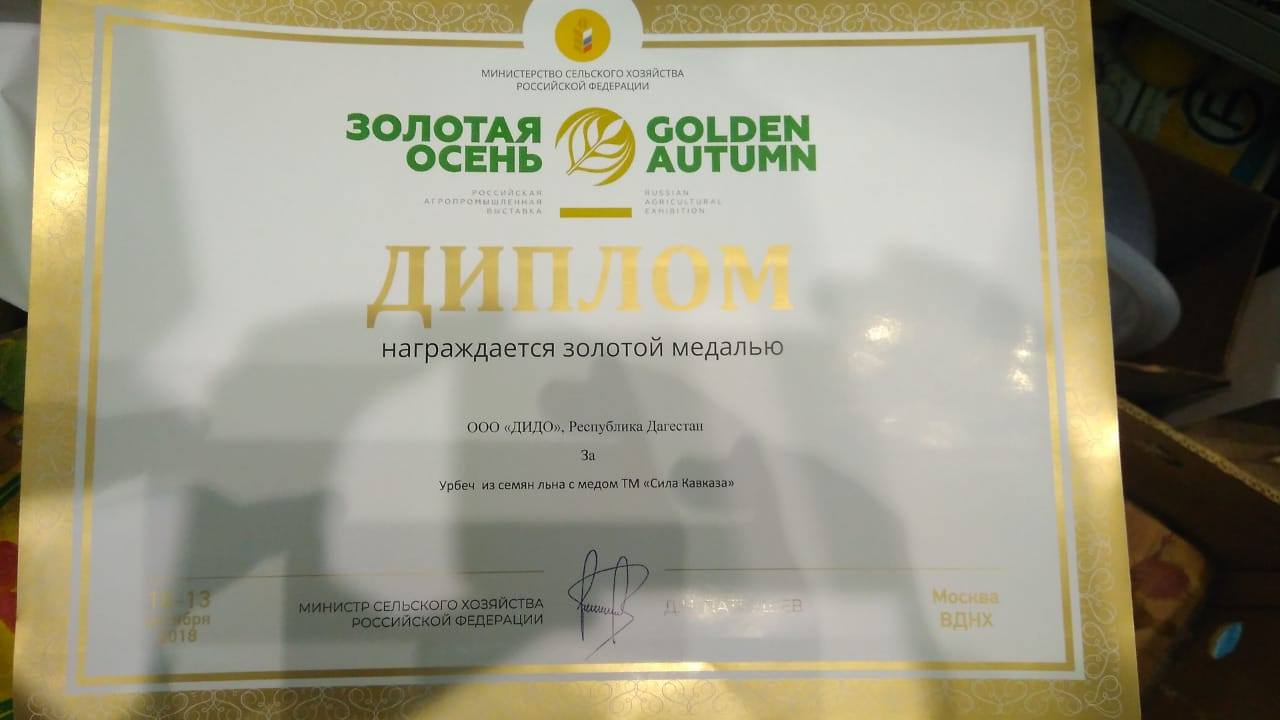 МИНИСТЕРСТВО СЕЛЬСКОГО ХОЗЯЙСТВА
РОССИЙСКОЙ ФЕДЕРАЦИИ
ЗОЛОТАЯ
ОСЕНЬ
GOLDEN
AUTUMN
РОССИЙСКАЯ
АГРОПРОМЫШЛЕННАЯ
ВЫСТАВКА
RUSSIAN
AGRICULTURAL
EXHIBITION
ДИПЛОМ
награждается золотой медалью
ООО «ДИДО», Республика Дагестан
За
Урбеч из семян льна с медом ТМ «Сила Кавказа»
МИНИСТР СЕЛЬСКОГО ХОЗЯЙСТВА
РОССИЙСКОЙ ФЕДЕРАЦИИ
2018
Москва
ВДНХ